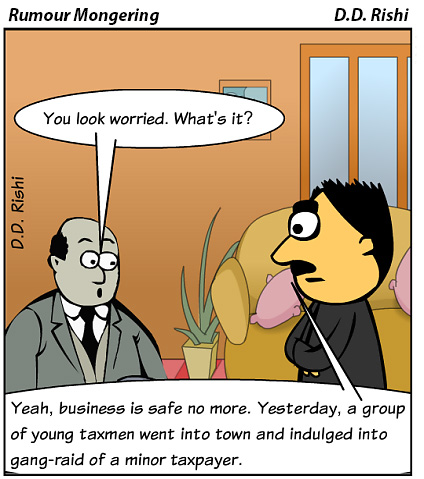 Rumour Mongering D.D. Rishi
You look worried. What's it?
D.D. Rishi
Yeah, business is safe no more. Yesterday, a group
of young taxmen went into town and indulged into
gang-raid of a minor taxpayer.